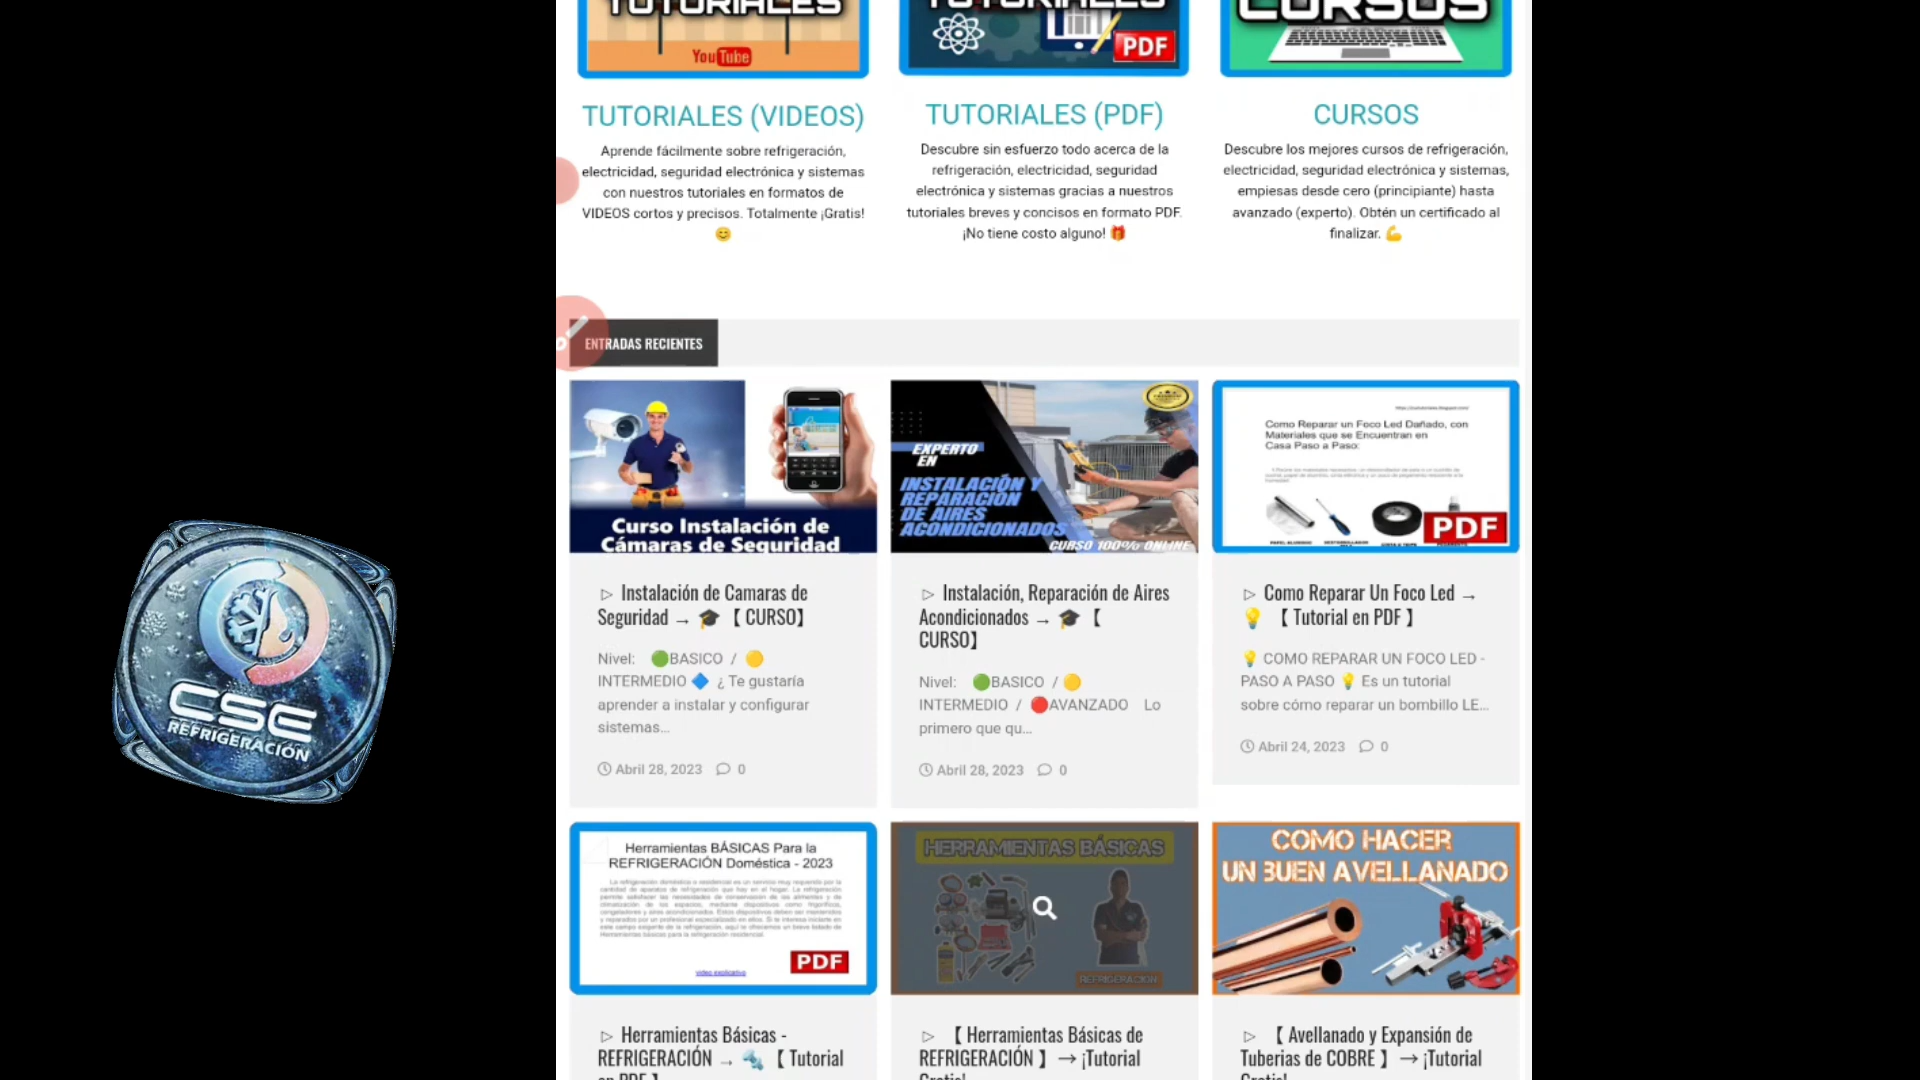 TUTORIALES
TUTORIALES
CURSOS
YouTube
PDF
TUTORIALES (VIDEOS)
Aprende fácilmente sobre refrigeración,
electricidad, seguridad electrónica y sistemas
con nuestros tutoriales en formatos de
VIDEOS cortos y precisos. Totalmente ¡Gratis!
😊
TUTORIALES (PDF)
Descubre sin esfuerzo todo acerca de la
refrigeración, electricidad, seguridad
electrónica y sistemas gracias a nuestros
tutoriales breves y concisos en formato PDF.
¡No tiene costo alguno! 🎁
CURSOS
Descubre los mejores cursos de refrigeración,
electricidad, seguridad electrónica y sistemas,
empiesas desde cero (principiante) hasta
avanzado (experto). Obtén un certificado al
finalizar. 💪
ENTRADAS RECIENTES
Curso Instalación de
Cámaras de Seguridad
▷ Instalación de Camaras de
Seguridad → 🎓 【 CURSO】
Nivel: 🟢BASICO / 🟡
INTERMEDIO 🔷 ¿ Te gustaría
aprender a instalar y configurar
sistemas...
Abril 28, 2023 0
EXPERTO
EN
INSTALACIÓN Y
REPARACIÓN
DE AIRES
ACONDICIONADOS
CURSO 100% ONLINE
▷ Instalación, Reparación de Aires
Acondicionados → 🎓 【
CURSO】
Nivel: 🟢BASICO / 🟡
INTERMEDIO / 🔴AVANZADO Lo
primero que qu...
Abril 28, 2023 0
Como Reparar un Foco Led Dañado, con
Materiales que se Encuentran en
Casa Paso a Paso:
PDF
▷ Como Reparar Un Foco Led →
💡 【 Tutorial en PDF 】
💡 COMO REPARAR UN FOCO LED -
PASO A PASO 💡 Es un tutorial
sobre cómo reparar un bombillo LE...
Abril 24, 2023 0
CSE
REFRIGERACIÓN
Herramientas BÁSICAS Para la
REFRIGERACIÓN Doméstica - 2023
video explicativo
PDF
▷ Herramientas Básicas -
REFRIGERACIÓN → 🔩 【 Tutorial
en PDF 】
HERRAMIENTAS BÁSICAS
REFRIGERACIÓN
▷ 【 Herramientas Básicas de
REFRIGERACIÓN 】 → ¡Tutorial
Gratis!
COMO HACER
UN BUEN AVELLANADO
▷ 【 Avellanado y Expansión de
Tuberias de COBRE 】 → ¡Tutorial
Gratis!